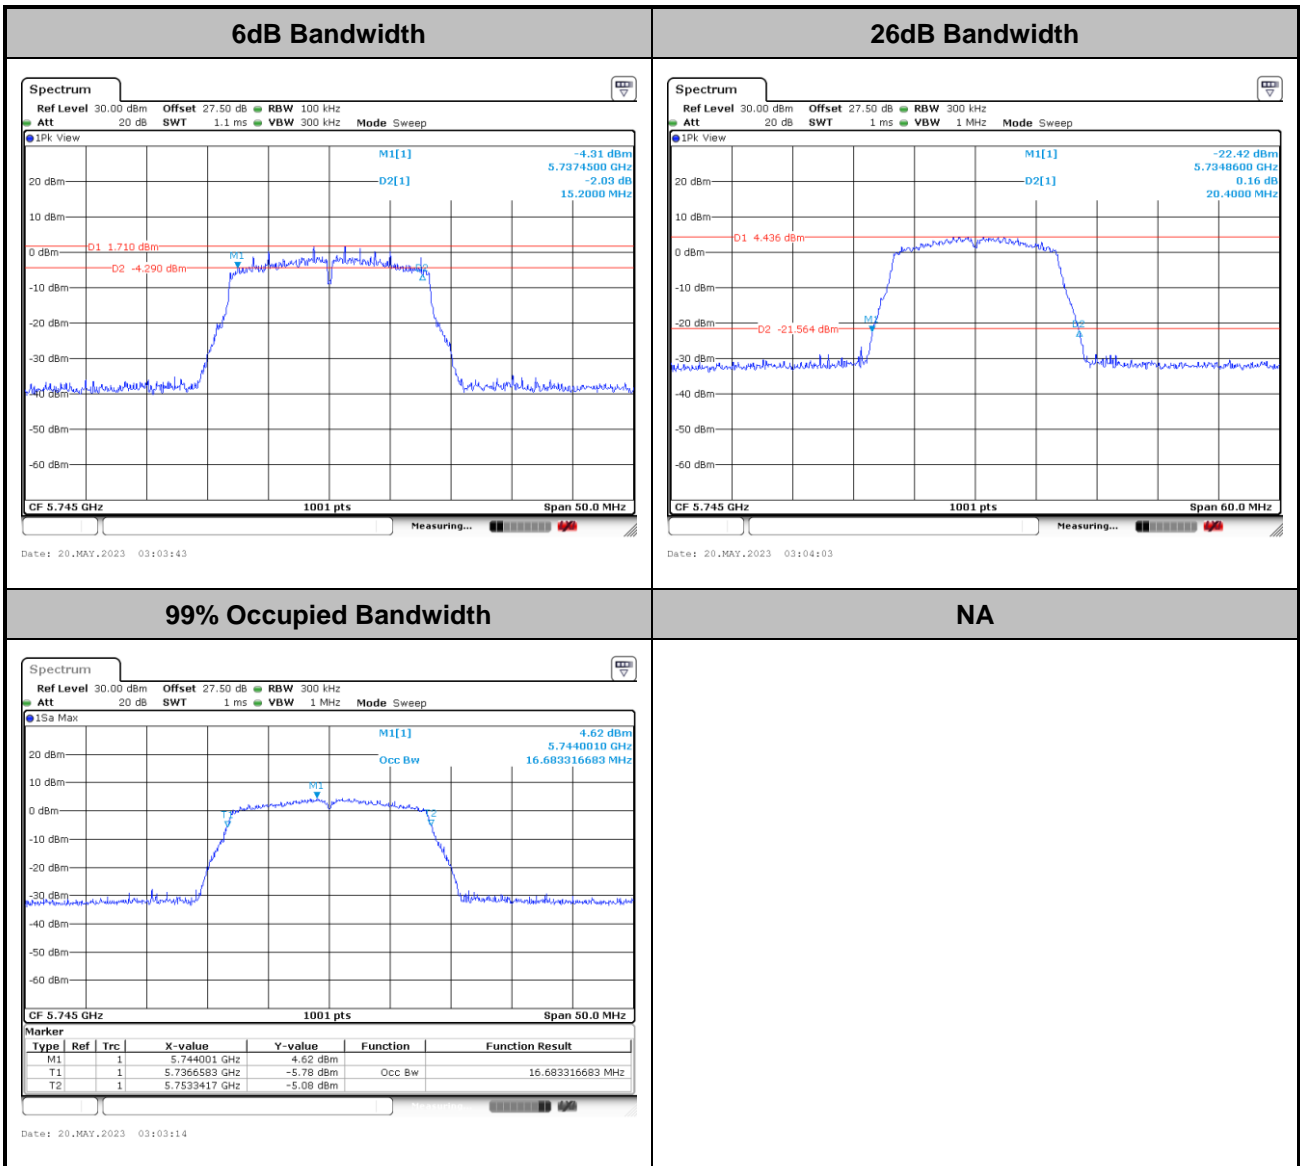 6dB Bandwidth
26dB Bandwidth
Spectrum
Ref Level 30.00 dBm Offset 27.50 dB RBW 100 kHz
Att 20 dB SWT 1.1 ms VBW 300 kHz Mode Sweep
1Pk View
M1[1] -4.31 dBm
5.7374500 GHz
D2[1] -2.03 dB
15.2000 MHz
20 dBm
10 dBm
D1 1.710 dBm
0 dBm
M1
D2 -4.290 dBm
D2
-10 dBm
-20 dBm
-30 dBm
-40 dBm
-50 dBm
-60 dBm
CF 5.745 GHz 1001 pts Span 50.0 MHz
Measuring...
Date: 20.MAY.2023 03:03:43
Spectrum
Ref Level 30.00 dBm Offset 27.50 dB RBW 300 kHz
Att 20 dB SWT 1 ms VBW 1 MHz Mode Sweep
1Pk View
M1[1] -22.42 dBm
5.7348600 GHz
D2[1] 0.16 dB
20.4000 MHz
20 dBm
10 dBm
D1 4.436 dBm
0 dBm
-10 dBm
-20 dBm
M1
D2 -21.564 dBm
D2
-30 dBm
-40 dBm
-50 dBm
-60 dBm
CF 5.745 GHz 1001 pts Span 60.0 MHz
Measuring...
Date: 20.MAY.2023 03:04:03
99% Occupied Bandwidth
NA
Spectrum
Ref Level 30.00 dBm Offset 27.50 dB RBW 300 kHz
Att 20 dB SWT 1 ms VBW 1 MHz Mode Sweep
1Sa Max
M1[1] 4.62 dBm
5.7440010 GHz
Occ Bw 16.683316683 MHz
20 dBm
10 dBm
M1
0 dBm
T1
T2
-10 dBm
-20 dBm
-30 dBm
-40 dBm
-50 dBm
-60 dBm
CF 5.745 GHz 1001 pts Span 50.0 MHz
Marker
Type Ref Trc X-value Y-value Function Function Result
M1 1 5.744001 GHz 4.62 dBm
T1 1 5.7366583 GHz -5.78 dBm Occ Bw 16.683316683 MHz
T2 1 5.7533417 GHz -5.08 dBm
Measuring...
Date: 20.MAY.2023 03:03:14